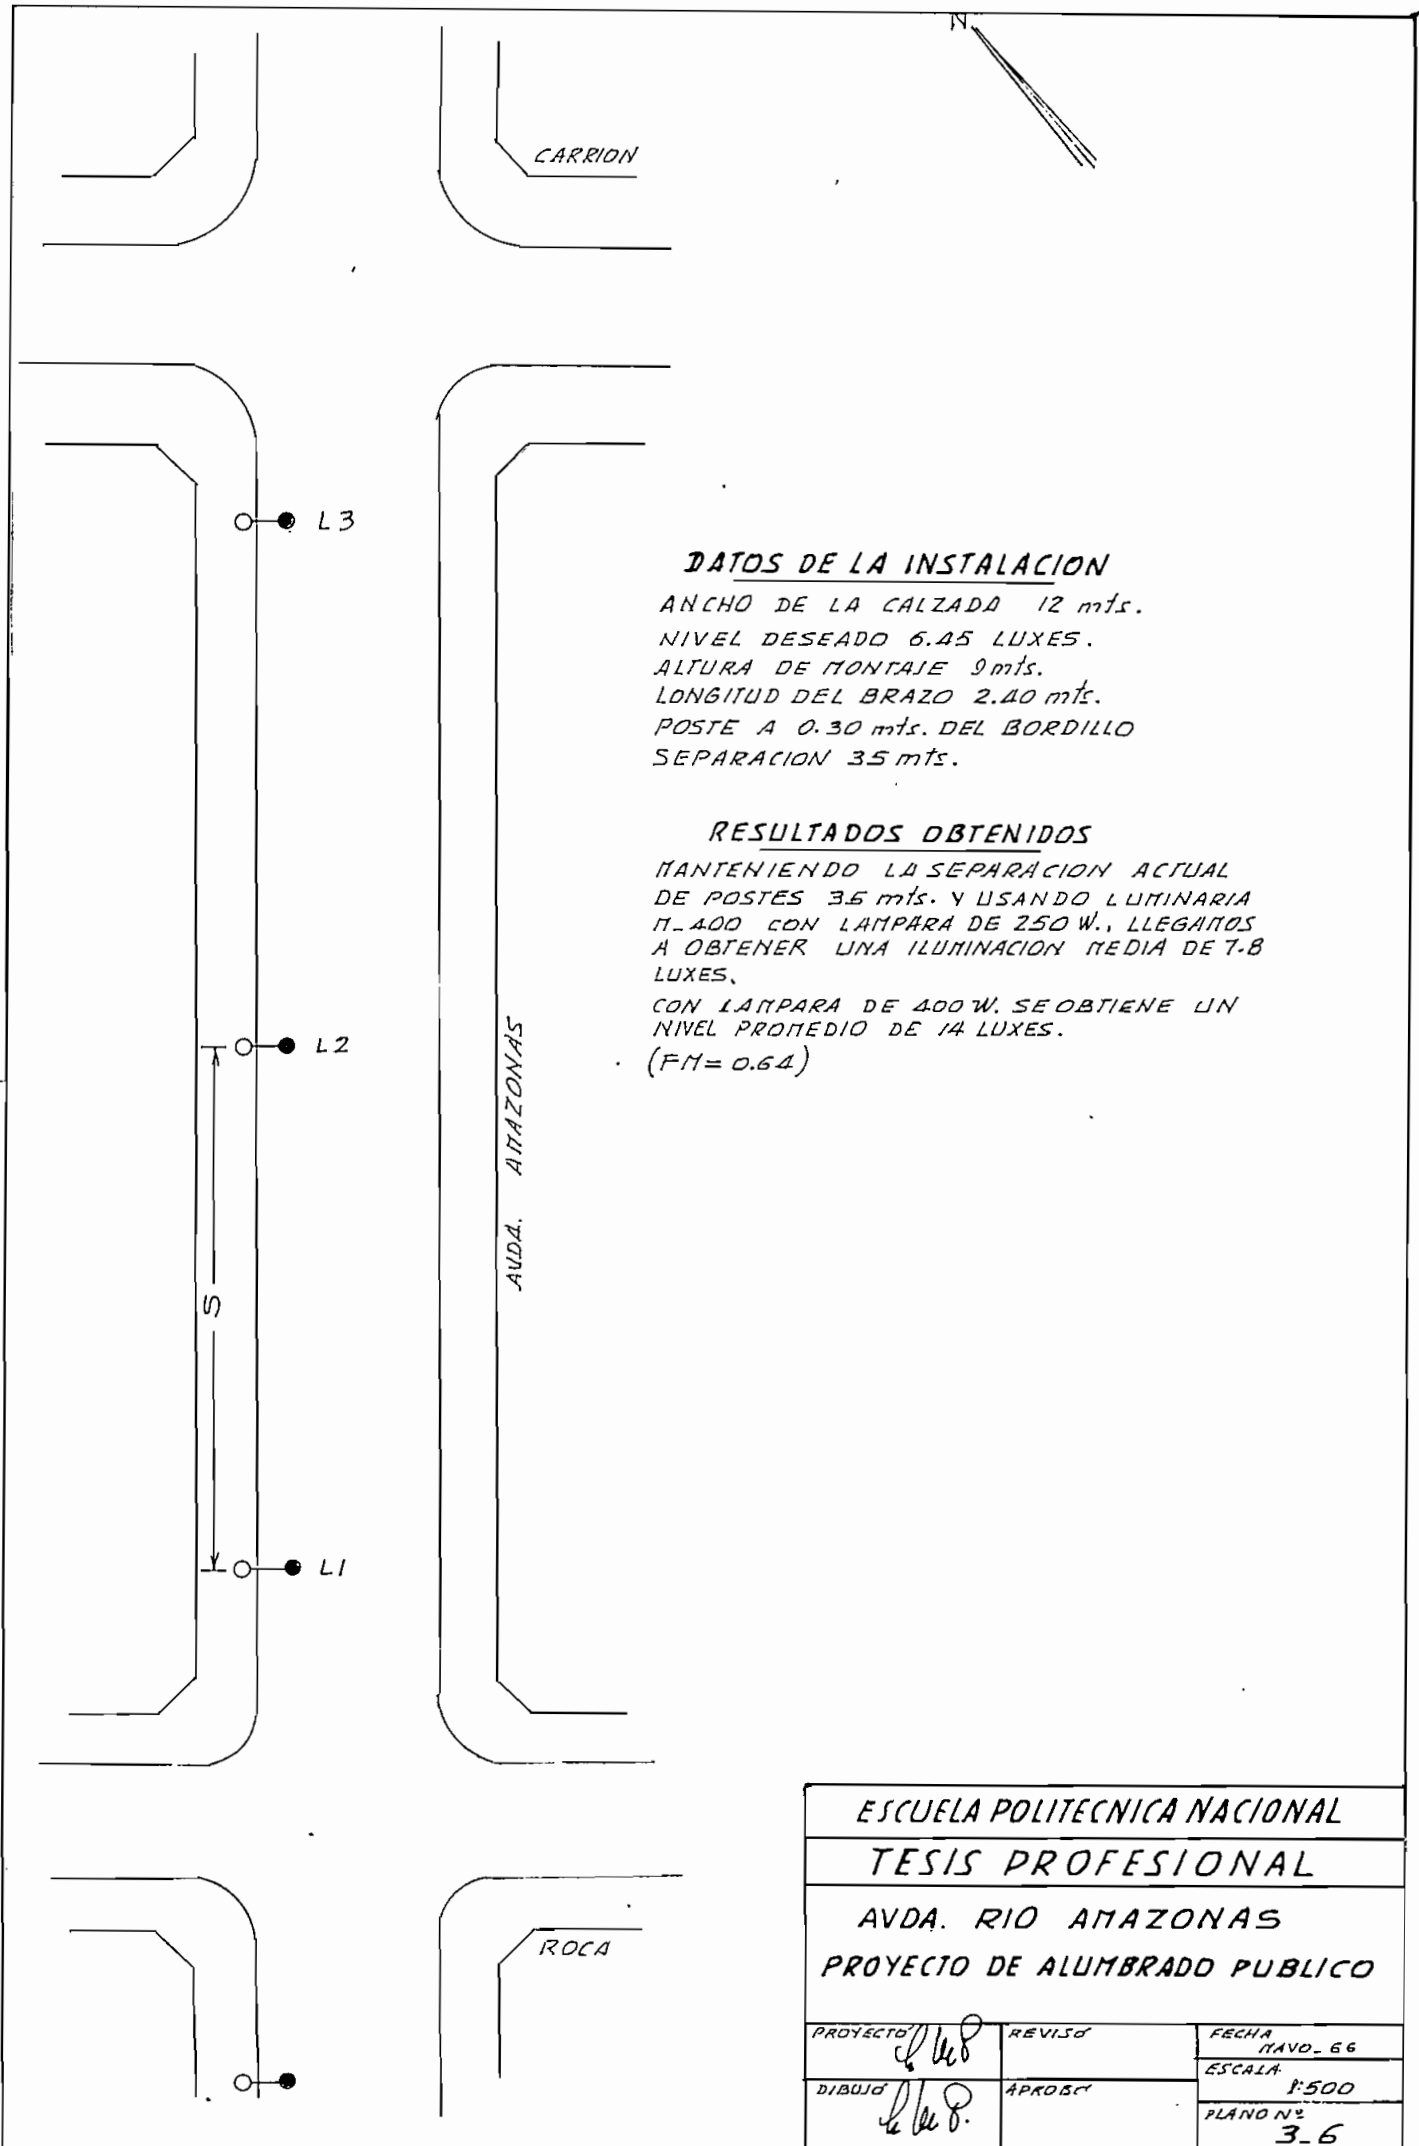 N
CARRION
L3
DATOS DE LA INSTALACION
ANCHO DE LA CALZADA 12 mts.
NIVEL DESEADO 6.45 LUXES.
ALTURA DE MONTAJE 9 mts.
LONGITUD DEL BRAZO 2.40 mts.
POSTE A 0.30 mts. DEL BORDILLO
SEPARACION 35 mts.
RESULTADOS OBTENIDOS
MANTENIENDO LA SEPARACION ACTUAL
DE POSTES 35 mts. Y USANDO LUMINARIA
M-400 CON LAMPARA DE 250 W., LLEGAMOS
A OBTENER UNA ILUMINACION MEDIA DE 7.8
LUXES.
CON LAMPARA DE 400 W. SE OBTIENE UN
NIVEL PROMEDIO DE 14 LUXES.
(FM = 0.64)
L2
AVDA. AMAZONAS
S
L1
ROCA
ESCUELA POLITECNICA NACIONAL
TESIS PROFESIONAL
AVDA. RIO AMAZONAS
PROYECTO DE ALUMBRADO PUBLICO
PROYECTO
REVISO
FECHA
MAYO-66
ESCALA
1:500
DIBUJO
APROBO
PLANO Nº
3-6